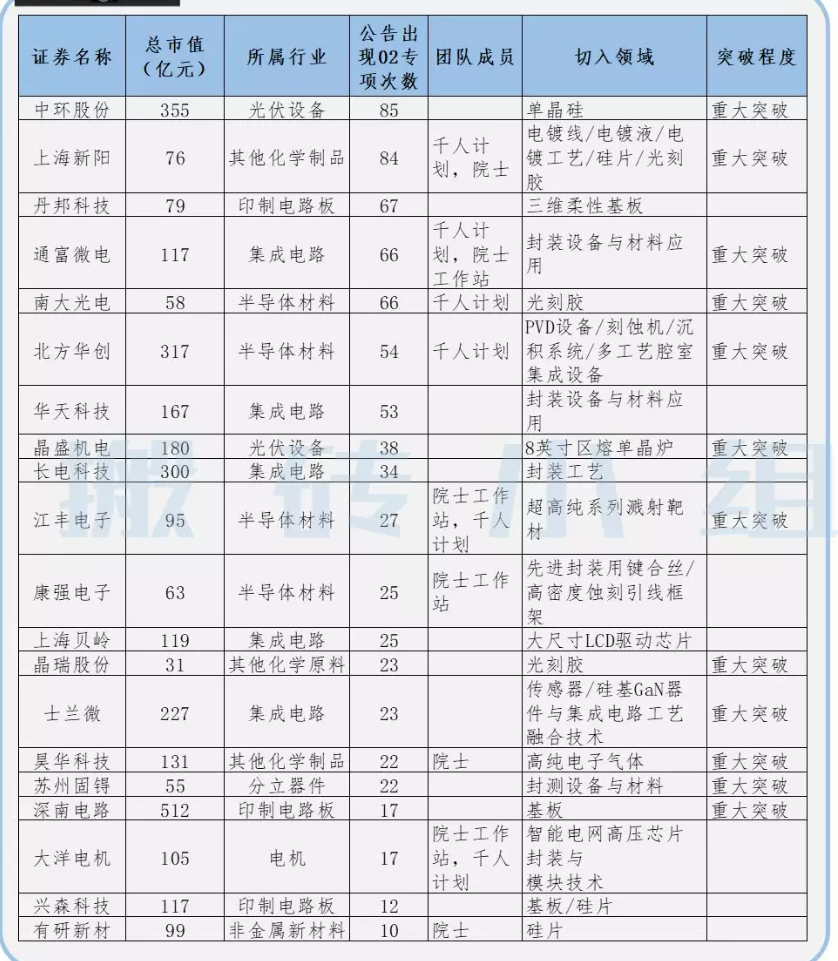 证券名称 总市值（亿元） 所属行业 公告出现02专项次数 团队成员 切入领域 突破程度
中环股份 355 光伏设备 85 单晶硅 重大突破
上海新阳 76 其他化学制品 84 千人计划，院士 电镀线/电镀液/电镀工艺/硅片/光刻胶 重大突破
丹邦科技 79 印制电路板 67 三维柔性基板
通富微电 117 集成电路 66 千人计划，院士工作站 封装设备与材料应用 重大突破
南大光电 58 半导体材料 66 千人计划 光刻胶 重大突破
北方华创 317 半导体材料 54 千人计划 PVD设备/刻蚀机/沉积系统/多工艺腔室集成设备 重大突破
华天科技 167 集成电路 53 封装设备与材料应用
晶盛机电 180 光伏设备 38 8英寸区熔单晶炉 重大突破
长电科技 300 集成电路 34 封装工艺
江丰电子 95 半导体材料 27 院士工作站，千人计划 超高纯系列溅射靶材 重大突破
康强电子 63 半导体材料 25 院士工作站 先进封装用键合丝/高密度蚀刻引线框架
上海贝岭 119 集成电路 25 大尺寸LCD驱动芯片
晶瑞股份 31 其他化学原料 23 光刻胶 重大突破
士兰微 227 集成电路 23 传感器/硅基GaN器件与集成电路工艺融合技术 重大突破
昊华科技 131 其他化学制品 22 院士 高纯电子气体 重大突破
苏州固锝 55 分立器件 22 封测设备与材料 重大突破
深南电路 512 印制电路板 17 基板 重大突破
大洋电机 105 电机 17 院士工作站，千人计划 智能电网高压芯片封装与模块技术
兴森科技 117 印制电路板 12 基板/硅片
有研新材 99 非金属新材料 10 院士 硅片
搬砖小组